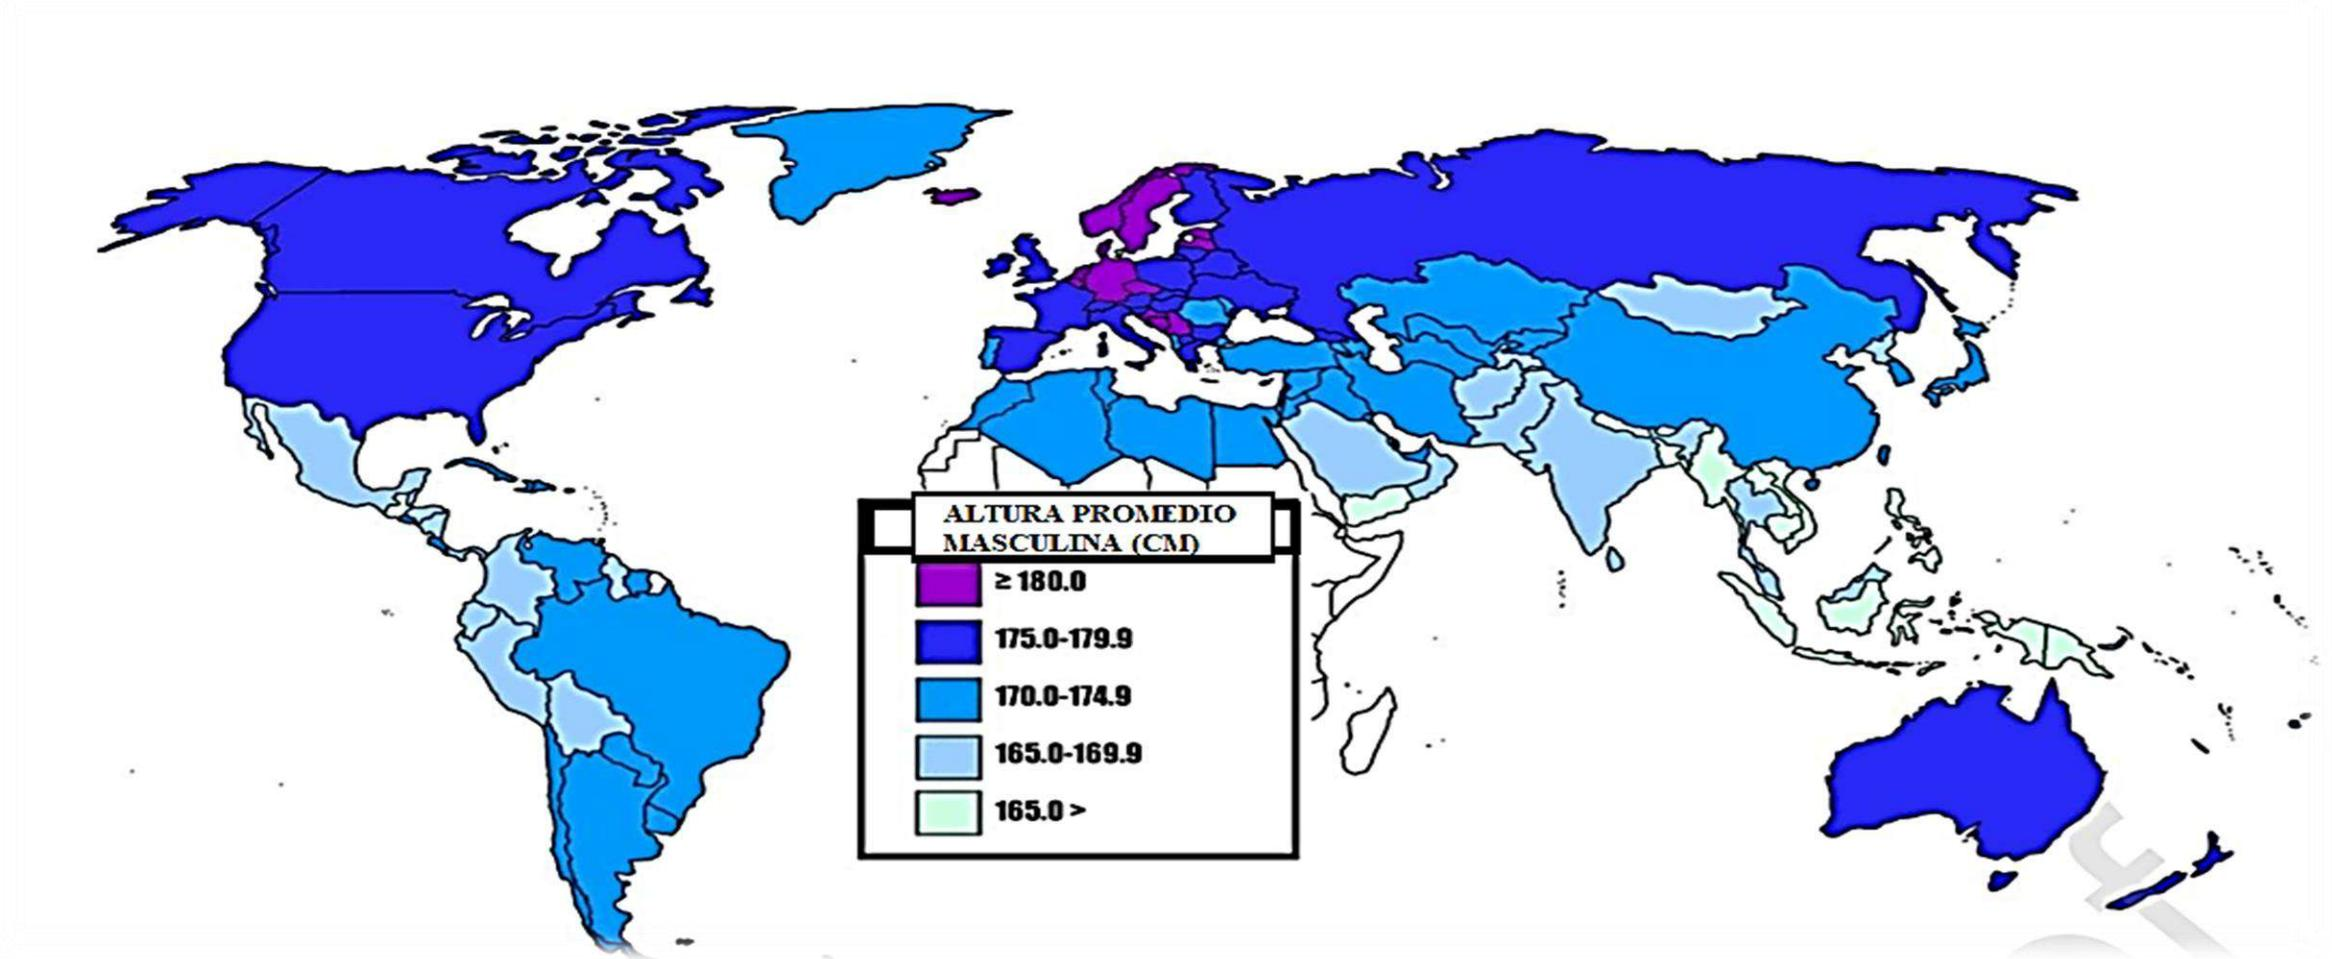 ALTURA PROMEDIO
MASCULINA (CM)
≥ 180.0
175.0-179.9
170.0-174.9
165.0-169.9
165.0 >